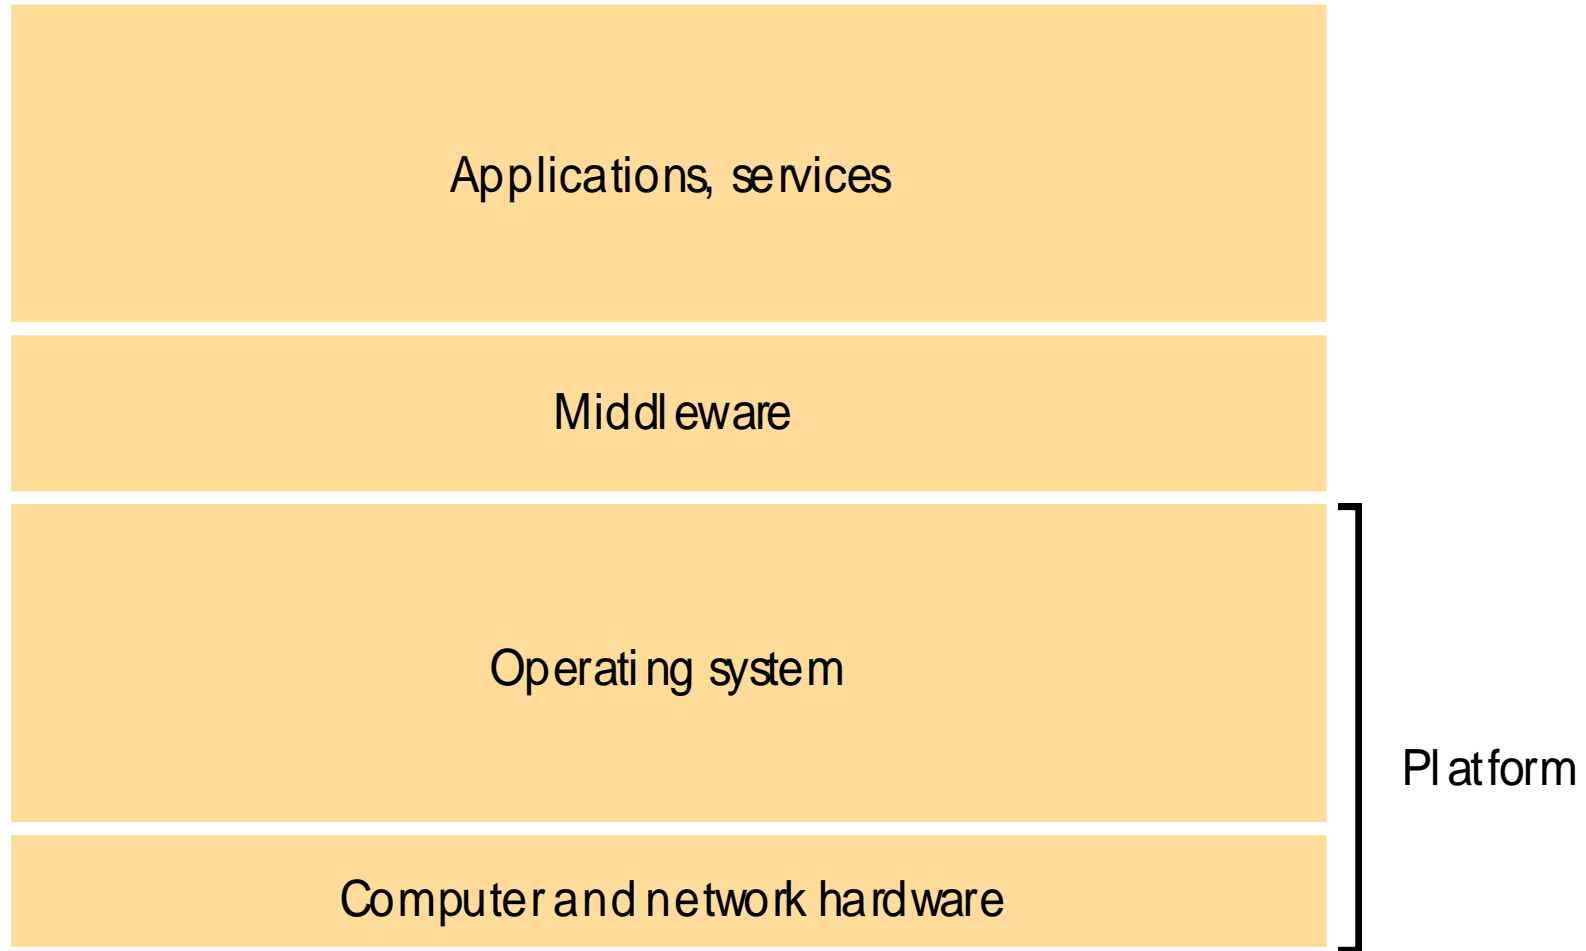 Applications, services
Middleware
Operating system
Platform
Computer and network hardware